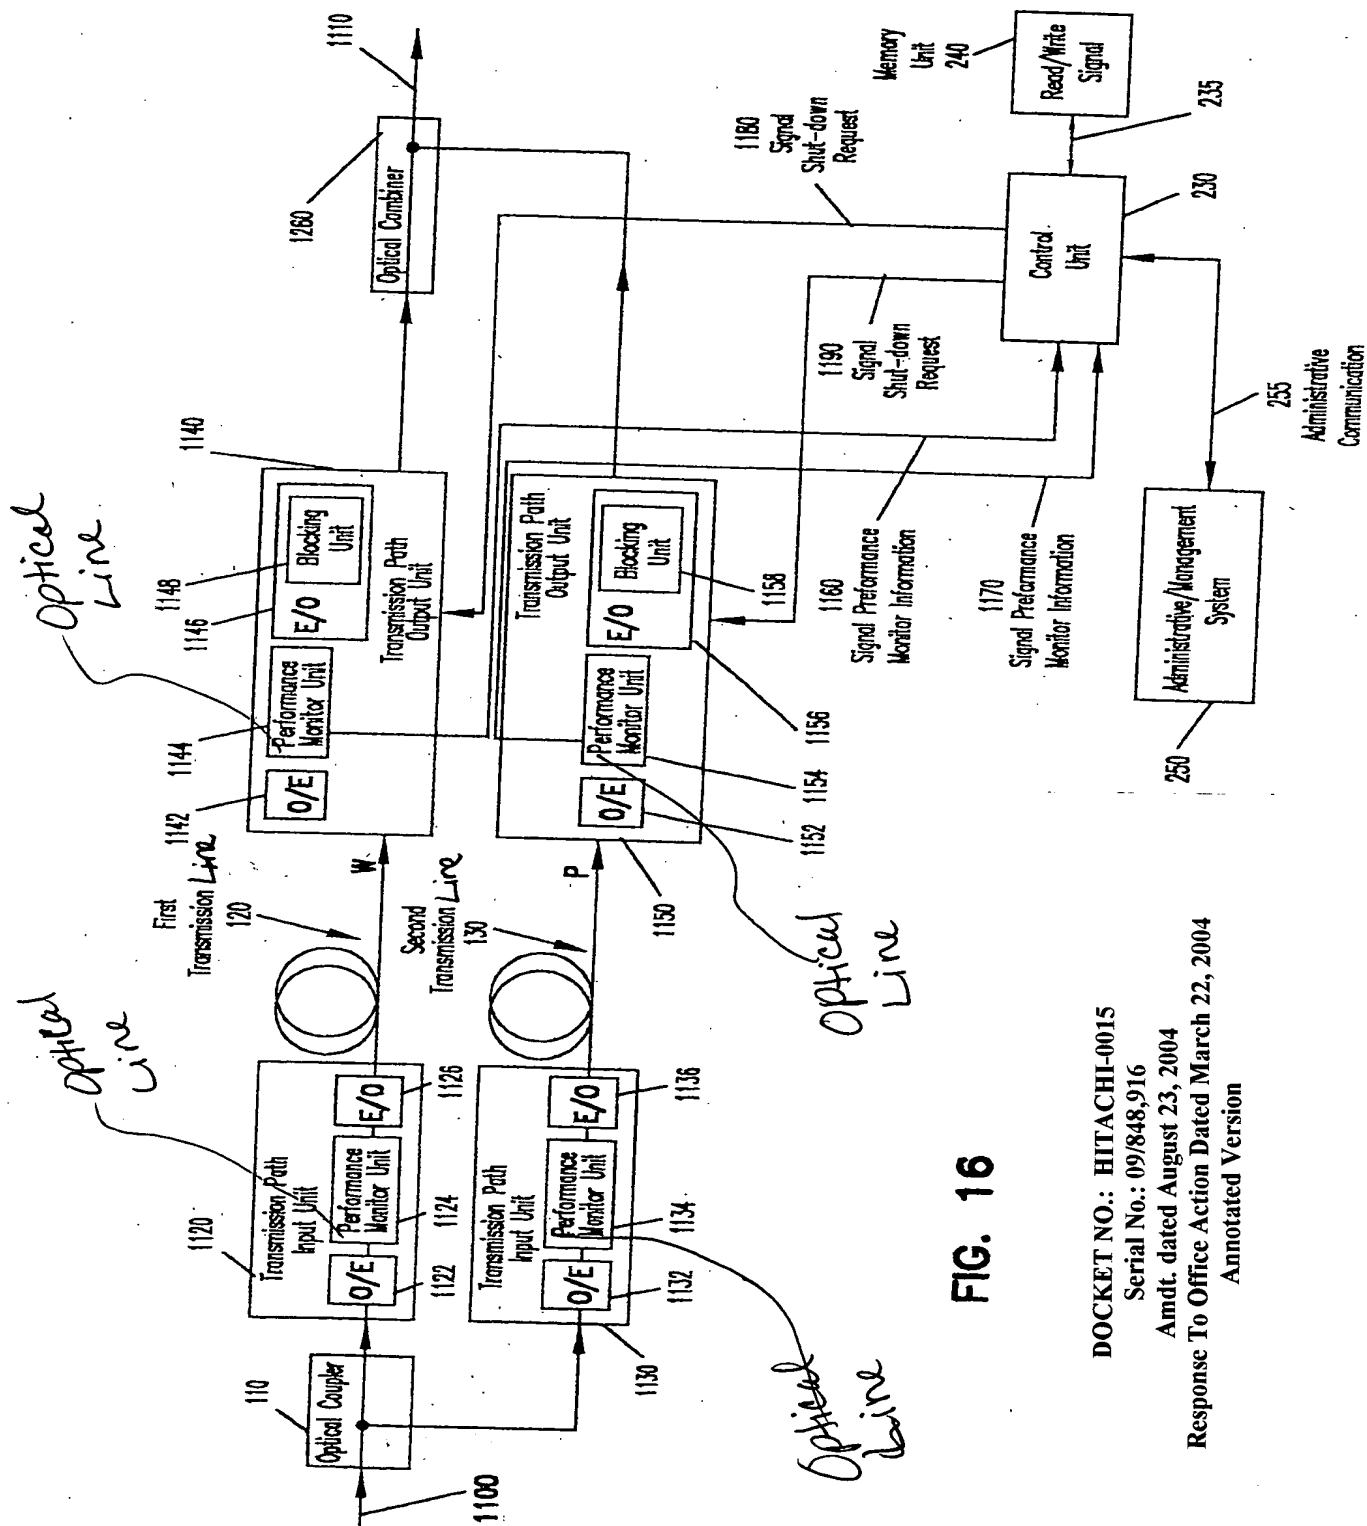 1100
110
Optical Coupler
1120
Transmission Path
Input Unit
O/E
1122
Performance
Monitor Unit
1124
E/O
1126
Optical
Line
1130
Transmission Path
Input Unit
O/E
1132
Performance
Monitor Unit
1134
E/O
1136
Optical
Line
First
Transmission Line
120
W
Second
Transmission Line
130
P
1140
1142
O/E
1144
Performance
Monitor Unit
1146
E/O
1148
Blocking
Unit
Transmission Path
Output Unit
Optical
Line
1150
Transmission Path
Output Unit
O/E
1152
Performance
Monitor Unit
1154
E/O
1156
Blocking
Unit
1158
Optical
Line
1260
Optical Combiner
1110
1160
Signal Preformance
Monitor Information
1170
Signal Preformance
Monitor Information
1180
Signal
Shut-down
Request
1190
Signal
Shut-down
Request
Control
Unit
230
Memory
Unit
240
Read/Write
Signal
235
250
Administrative/Management
System
255
Administrative
Communication
FIG. 16
DOCKET NO.: HITACHI-0015
Serial No.: 09/848,916
Amdt. dated August 23, 2004
Response To Office Action Dated March 22, 2004
Annotated Version